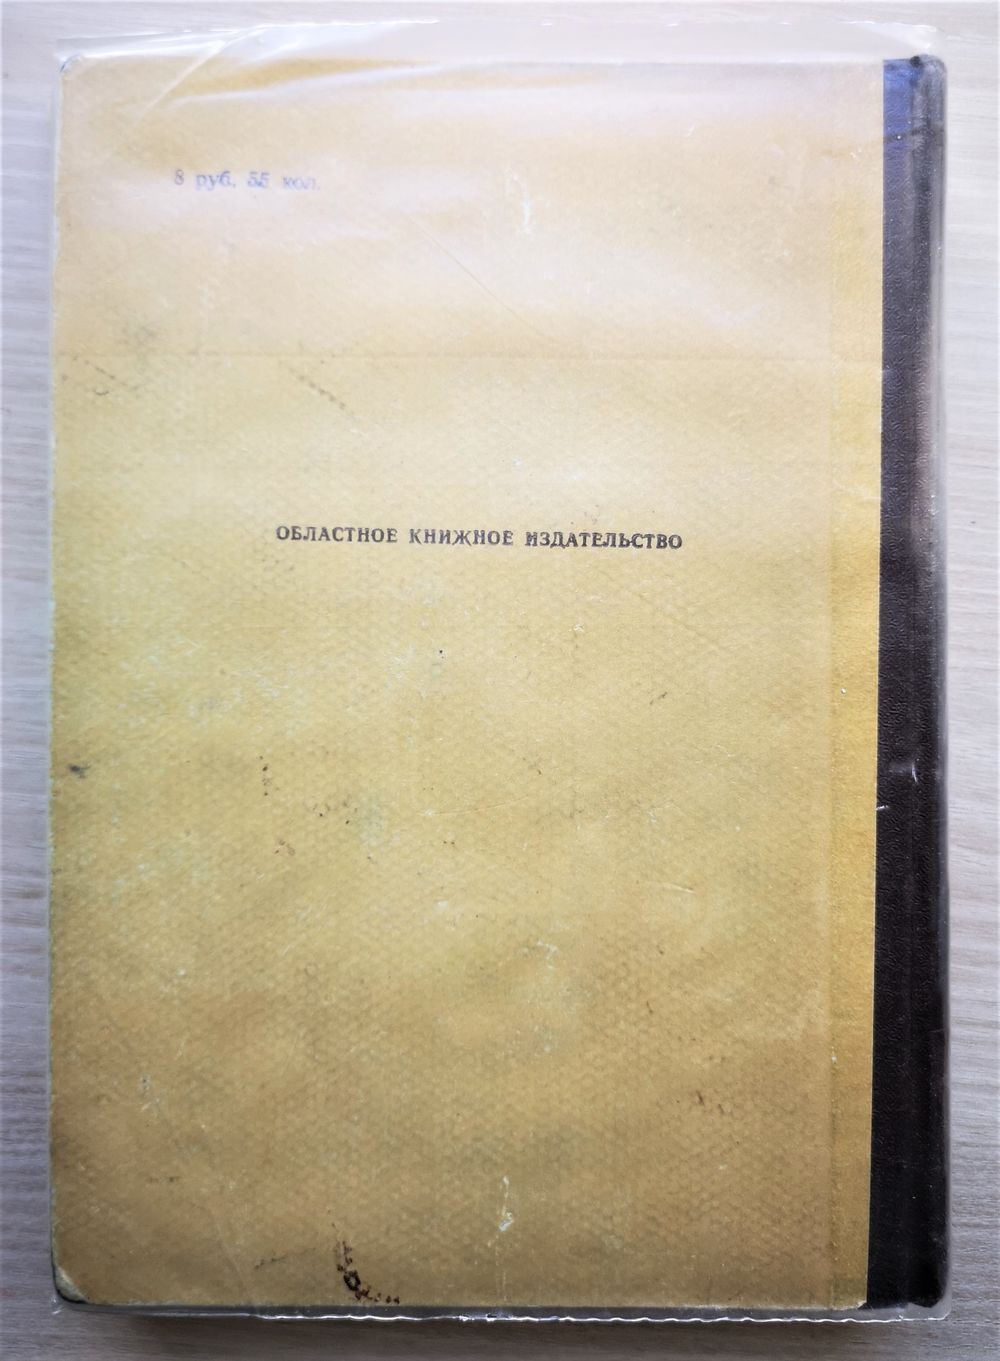 8 руб. 55 коп.
ОБЛАСТНОЕ КНИЖНОЕ ИЗДАТЕЛЬСТВО